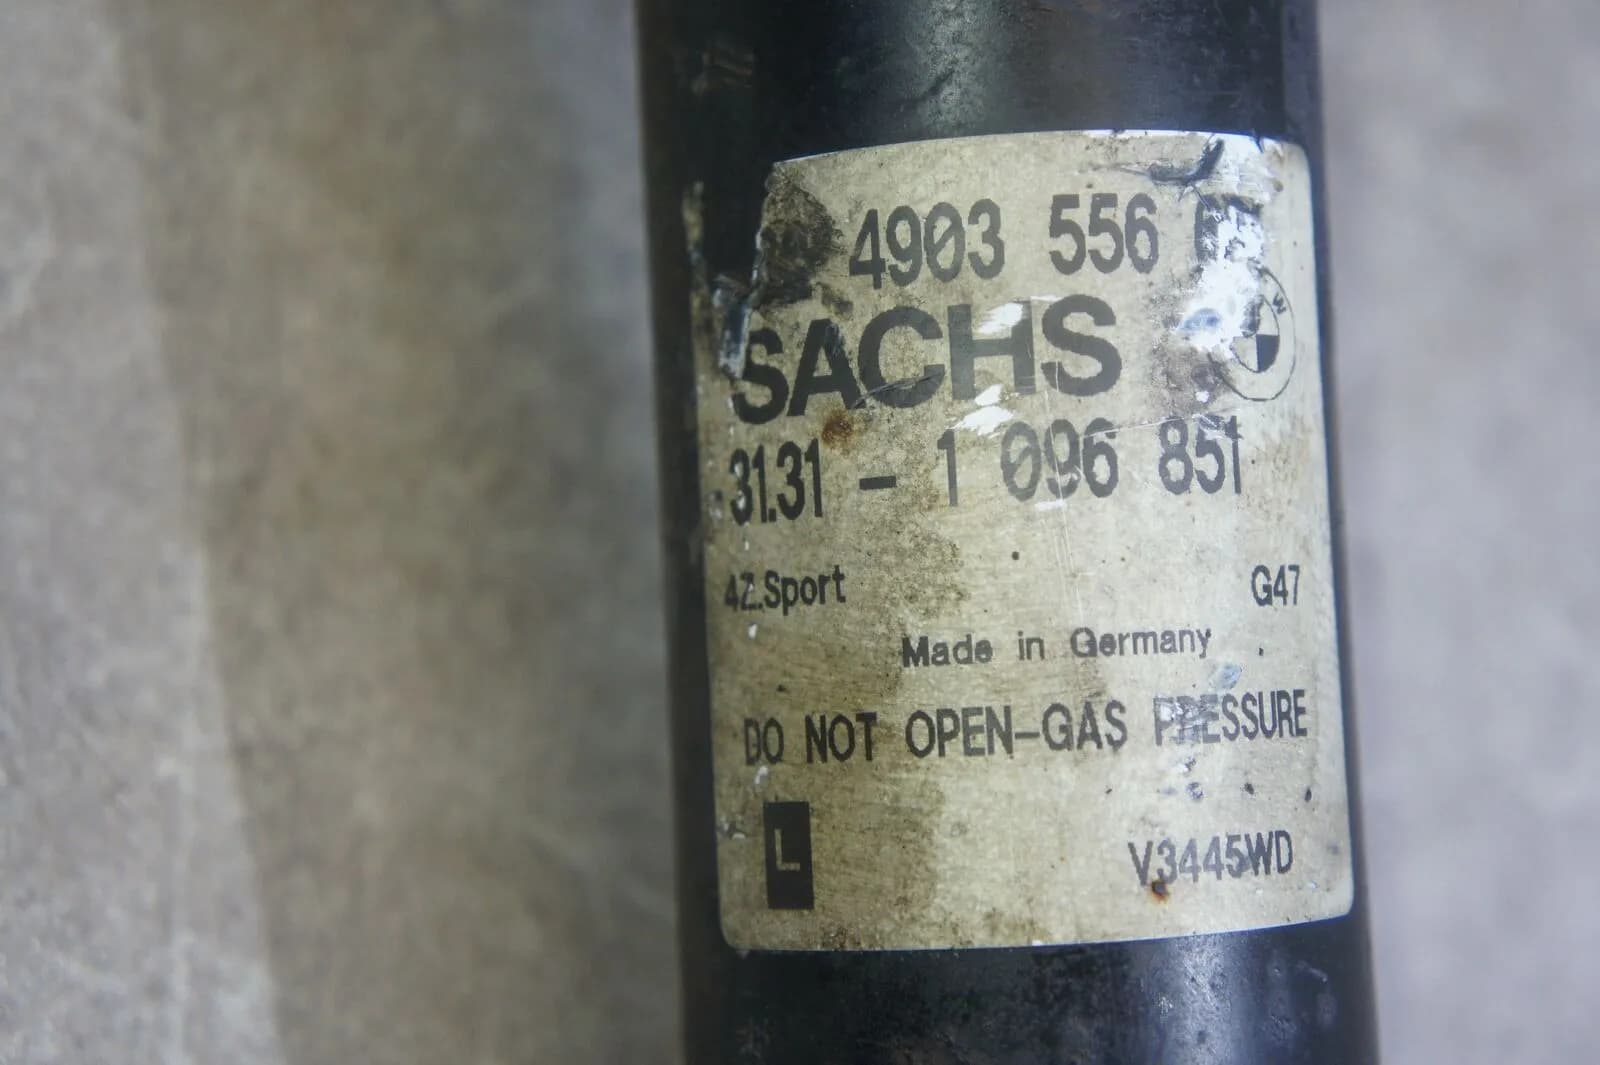 4903 556
SACHS
W
31.31 - 1 096 851
4Z.Sport G47
Made in Germany
DO NOT OPEN-GAS PRESSURE
L V3445WD